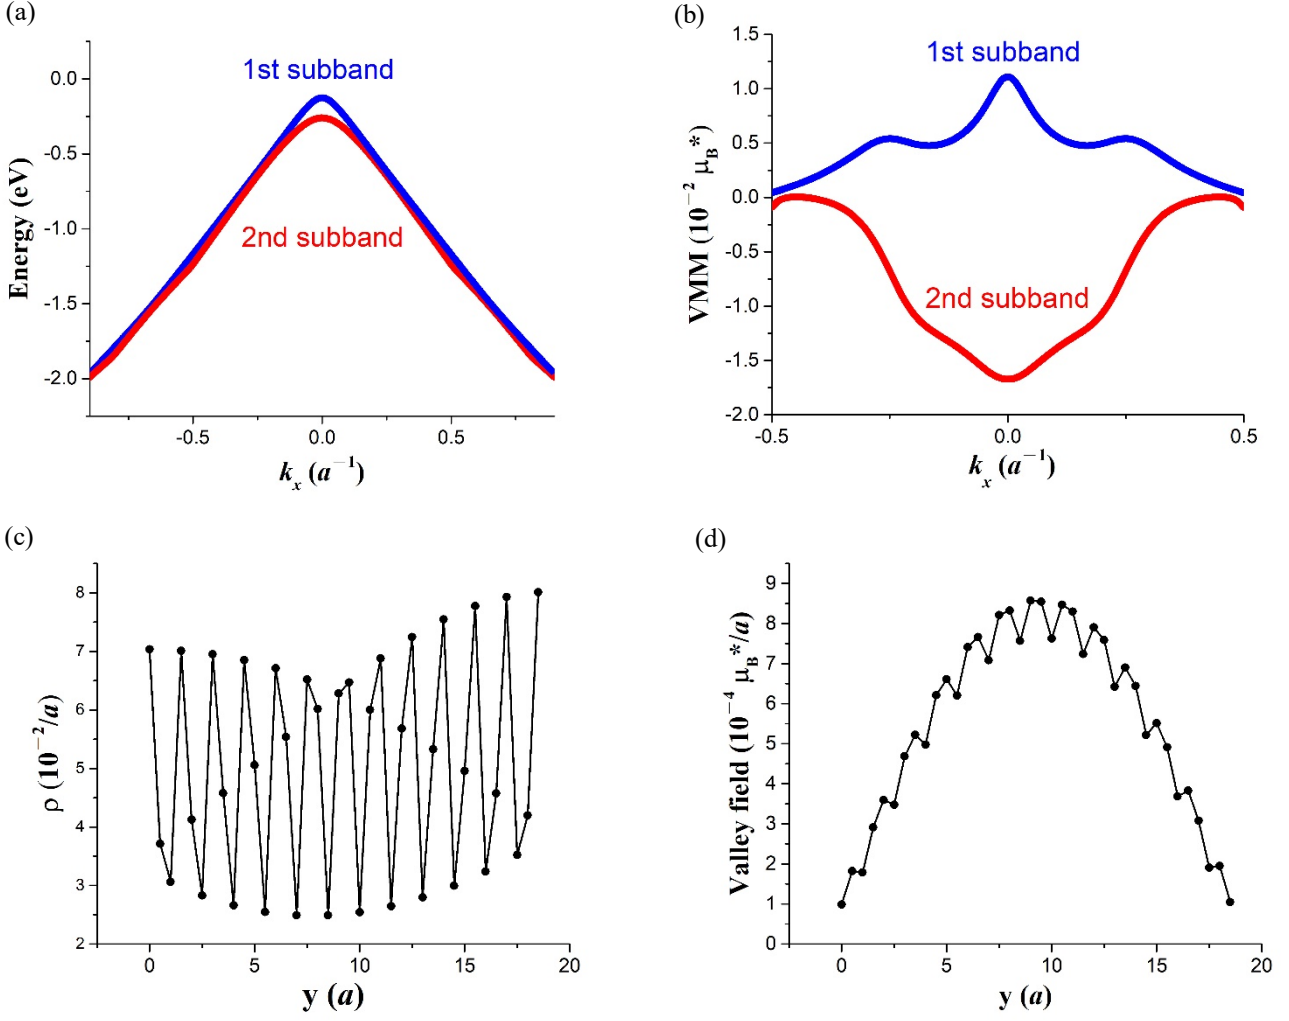 (a)
1st subband
2nd subband
Energy (eV)
0.0
-0.5
-1.0
-1.5
-2.0
-0.5 0.0 0.5
kx (a−1)
(b)
1st subband
2nd subband
VMM (10−2 μB*)
1.5
1.0
0.5
0.0
-0.5
-1.0
-1.5
-2.0
-0.5 0.0 0.5
kx (a−1)
(c)
ρ (10−2/a)
8
7
6
5
4
3
2
0 5 10 15 20
y (a)
(d)
Valley field (10−4 μB*/a)
9
8
7
6
5
4
3
2
1
0
0 5 10 15 20
y (a)